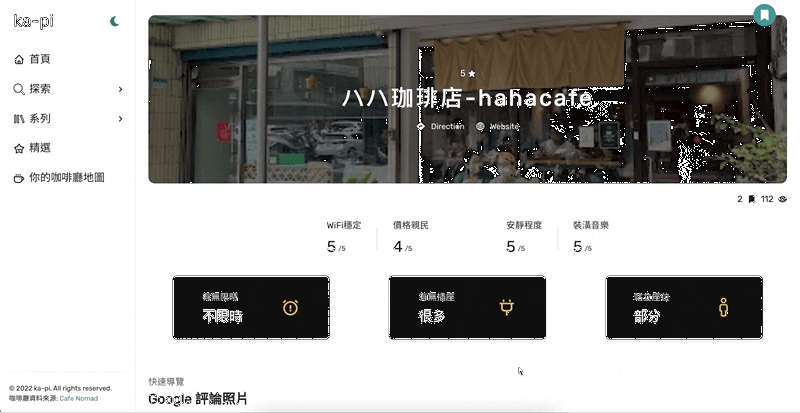 ka-pi
首頁
探索
系列
精選
你的咖啡廳地圖
© 2022 ka-pi. All rights reserved.
咖啡廳資料來源: Cafe Nomad
5
ハハ珈琲店-hahacafe
Direction Website
2 112
WiFi穩定 價格親民 安靜程度 裝潢音樂
5 /5 4 /5 5 /5 5 /5
不限時 很多 部分
快速導覽
Google 評論照片